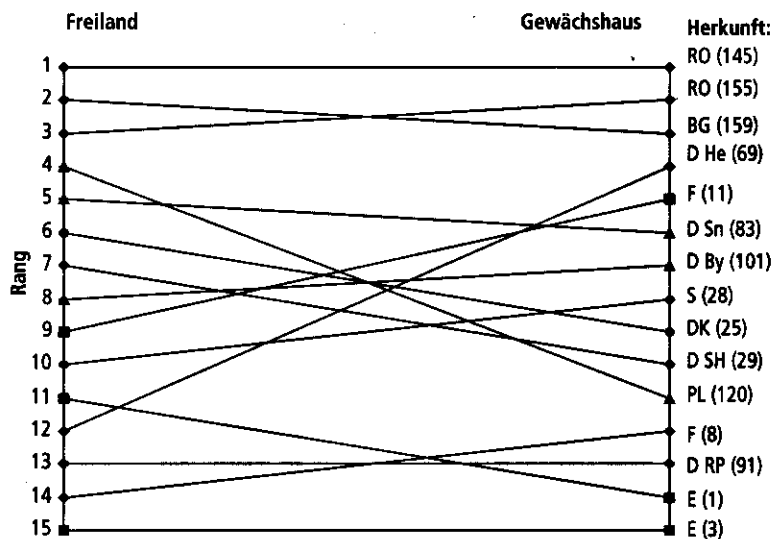 Freiland
Gewächshaus
Herkunft:
Rang
1
2
3
4
5
6
7
8
9
10
11
12
13
14
15
RO (145)
RO (155)
BG (159)
D He (69)
F (11)
D Sn (83)
D By (101)
S (28)
DK (25)
D SH (29)
PL (120)
F (8)
D RP (91)
E (1)
E (3)